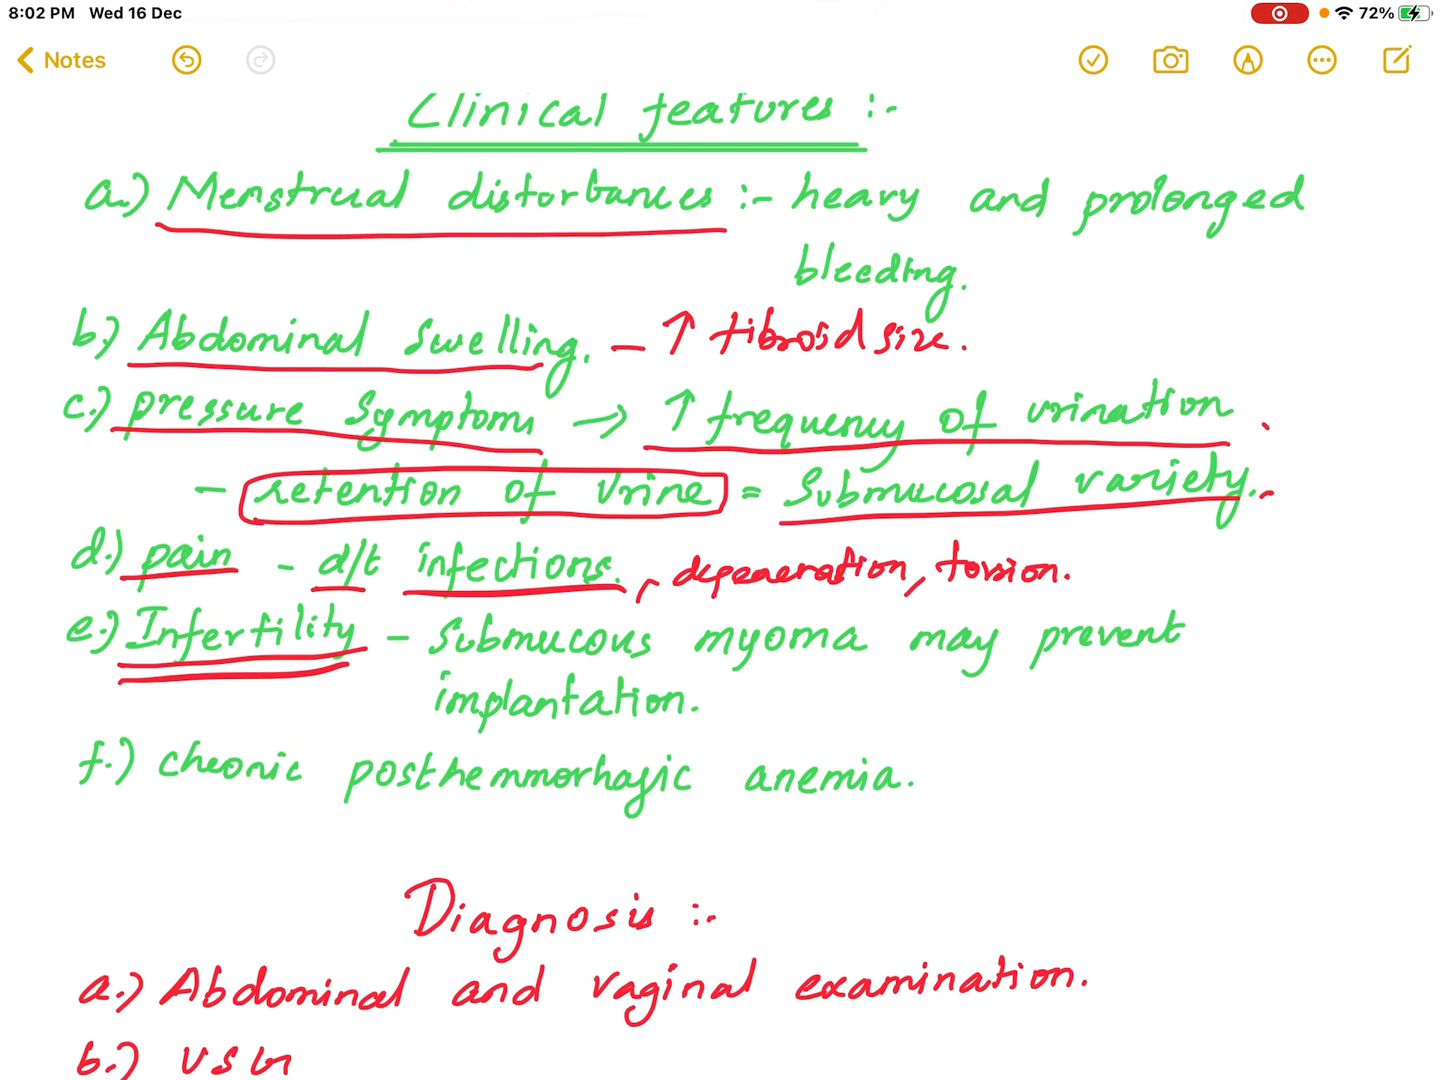 8:02 PM Wed 16 Dec
72%
Notes
Clinical features :-
a.) Menstrual disturbances :- heavy and prolonged
bleeding.
b.) Abdominal Swelling. - ↑ fibroid size.
c.) pressure Symptoms → ↑ frequency of urination
- retention of Urine = Submucosal variety.
d.) pain - d/t infections, degeneration, torsion.
e.) Infertility - Submucous myoma may prevent
implantation.
f.) chronic posthemmorhagic anemia.
Diagnosis :-
a.) Abdominal and vaginal examination.
b.) USG